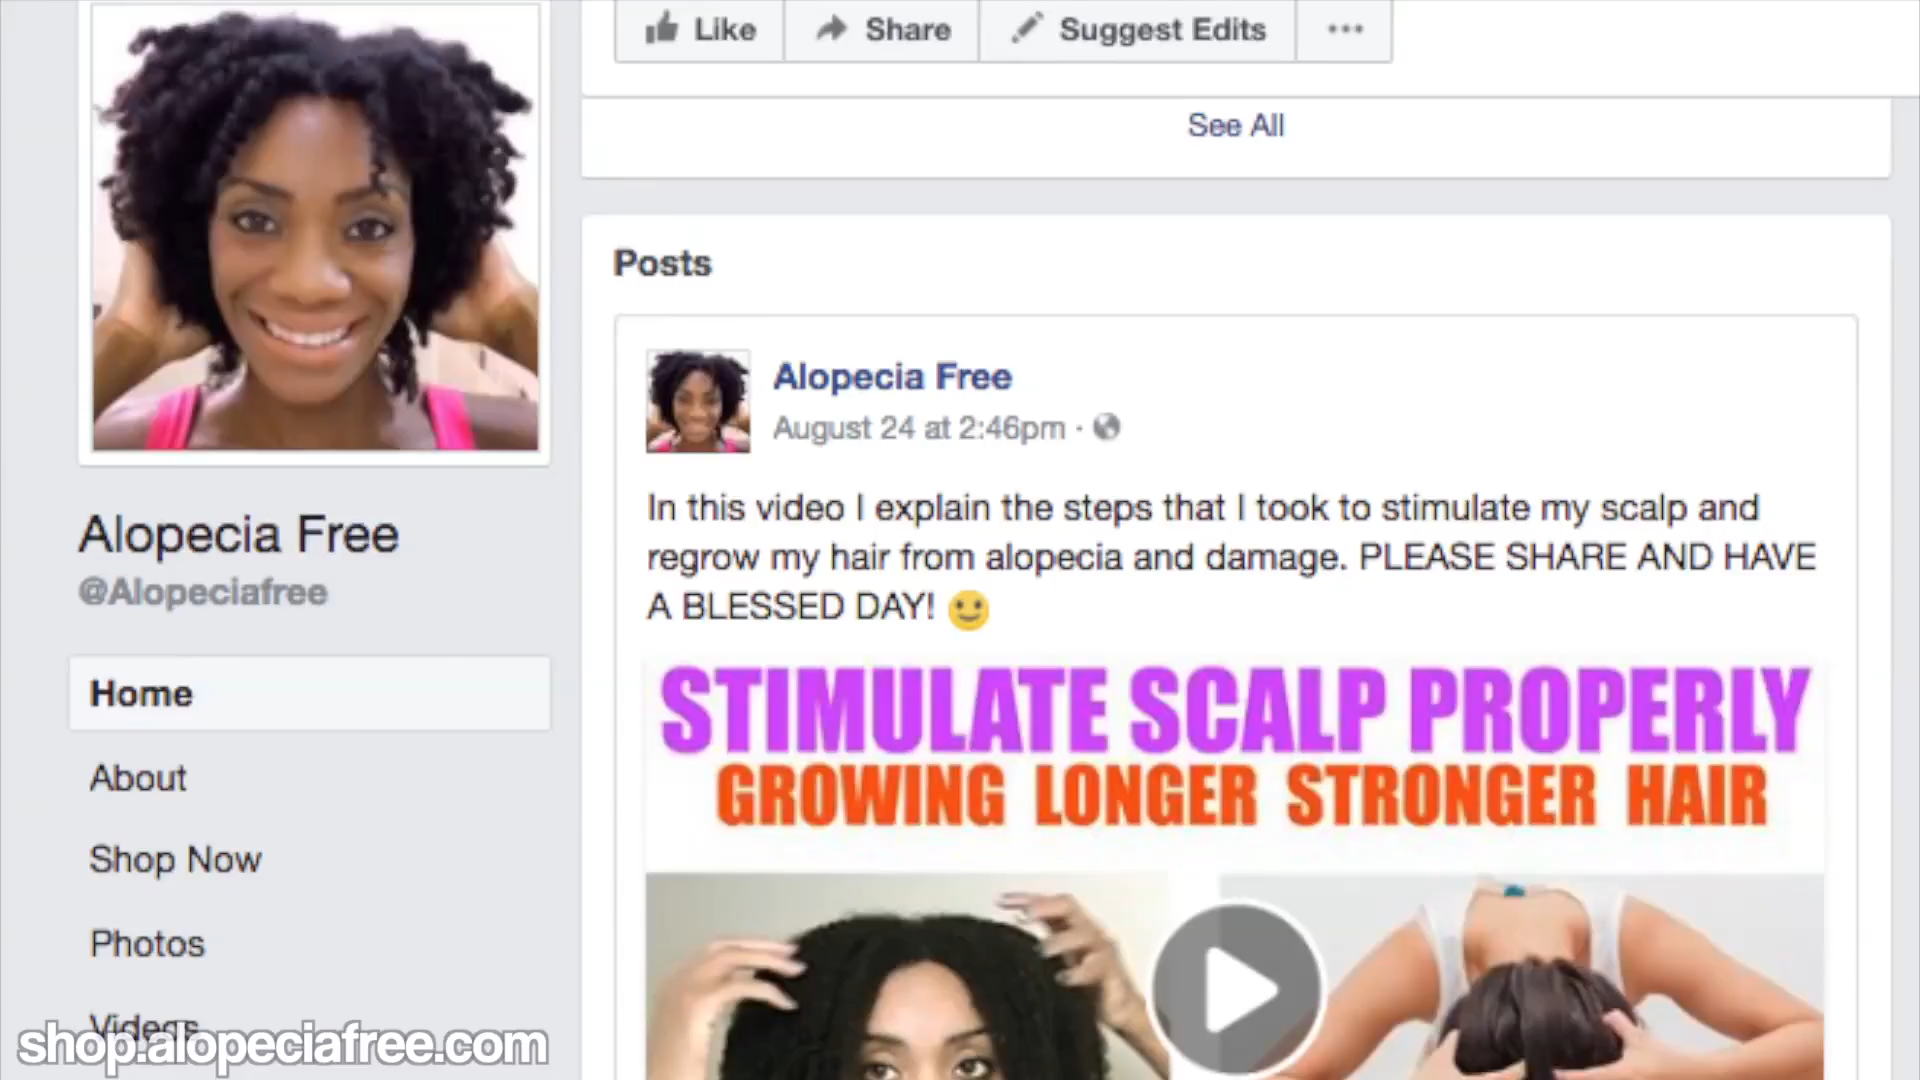 Like
Share
Suggest Edits
See All
Posts
Alopecia Free
August 24 at 2:46pm
In this video I explain the steps that I took to stimulate my scalp and
regrow my hair from alopecia and damage. PLEASE SHARE AND HAVE
A BLESSED DAY!
STIMULATE SCALP PROPERLY
GROWING LONGER STRONGER HAIR
Alopecia Free
@Alopeciafree
Home
About
Shop Now
Photos
Videos
shop.alopeciafree.com